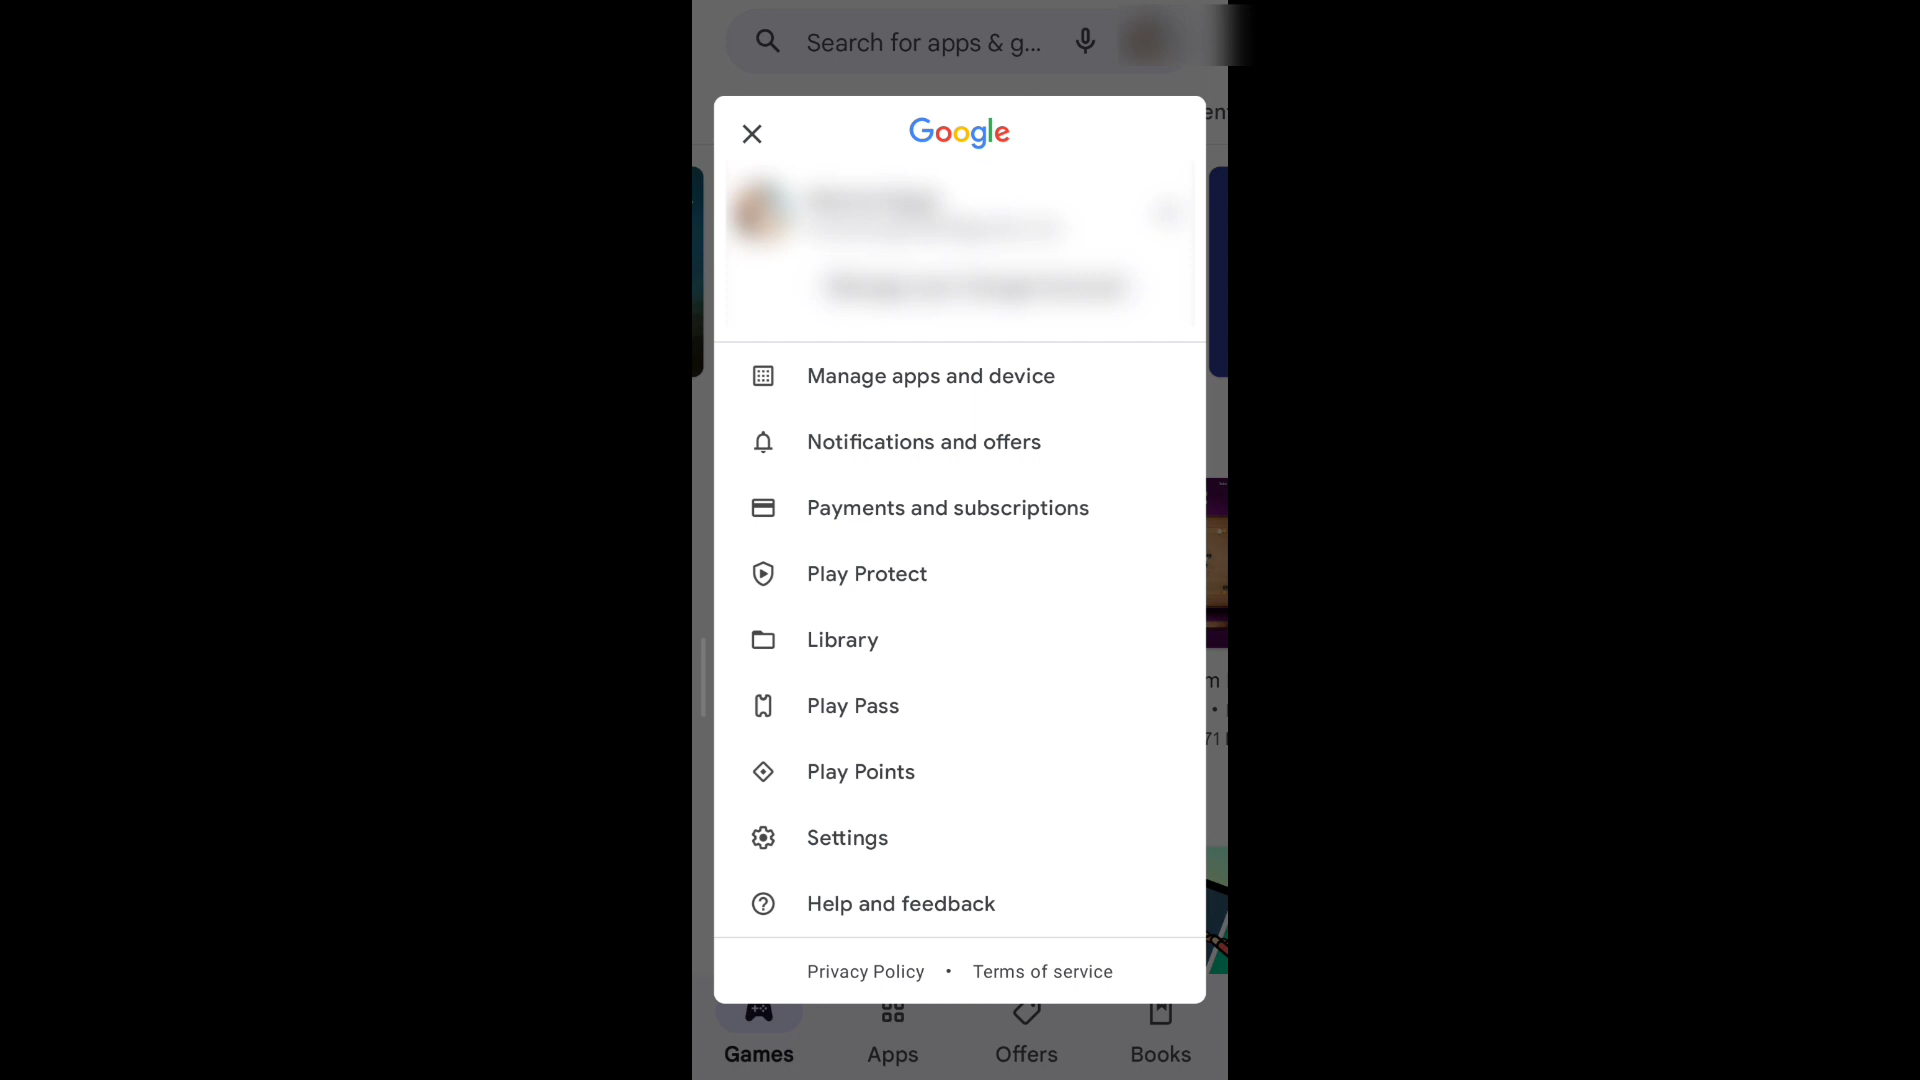 Search for apps & g...
Google
Manage apps and device
Notifications and offers
Payments and subscriptions
Play Protect
Library
Play Pass
Play Points
Settings
Help and feedback
Privacy Policy • Terms of service
Games Apps Offers Books